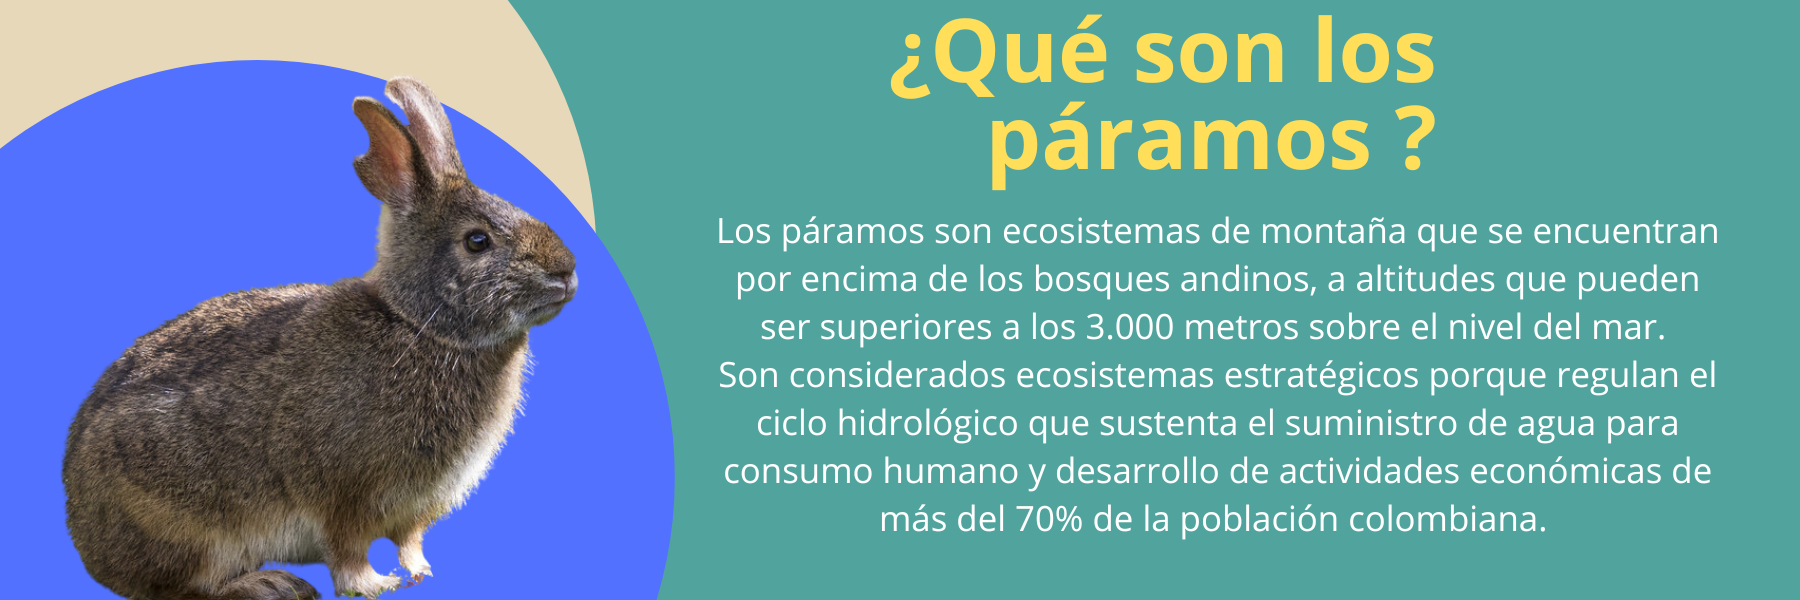 ¿Qué son los
páramos ?
Los páramos son ecosistemas de montaña que se encuentran
por encima de los bosques andinos, a altitudes que pueden
ser superiores a los 3.000 metros sobre el nivel del mar.
Son considerados ecosistemas estratégicos porque regulan el
ciclo hidrológico que sustenta el suministro de agua para
consumo humano y desarrollo de actividades económicas de
más del 70% de la población colombiana.